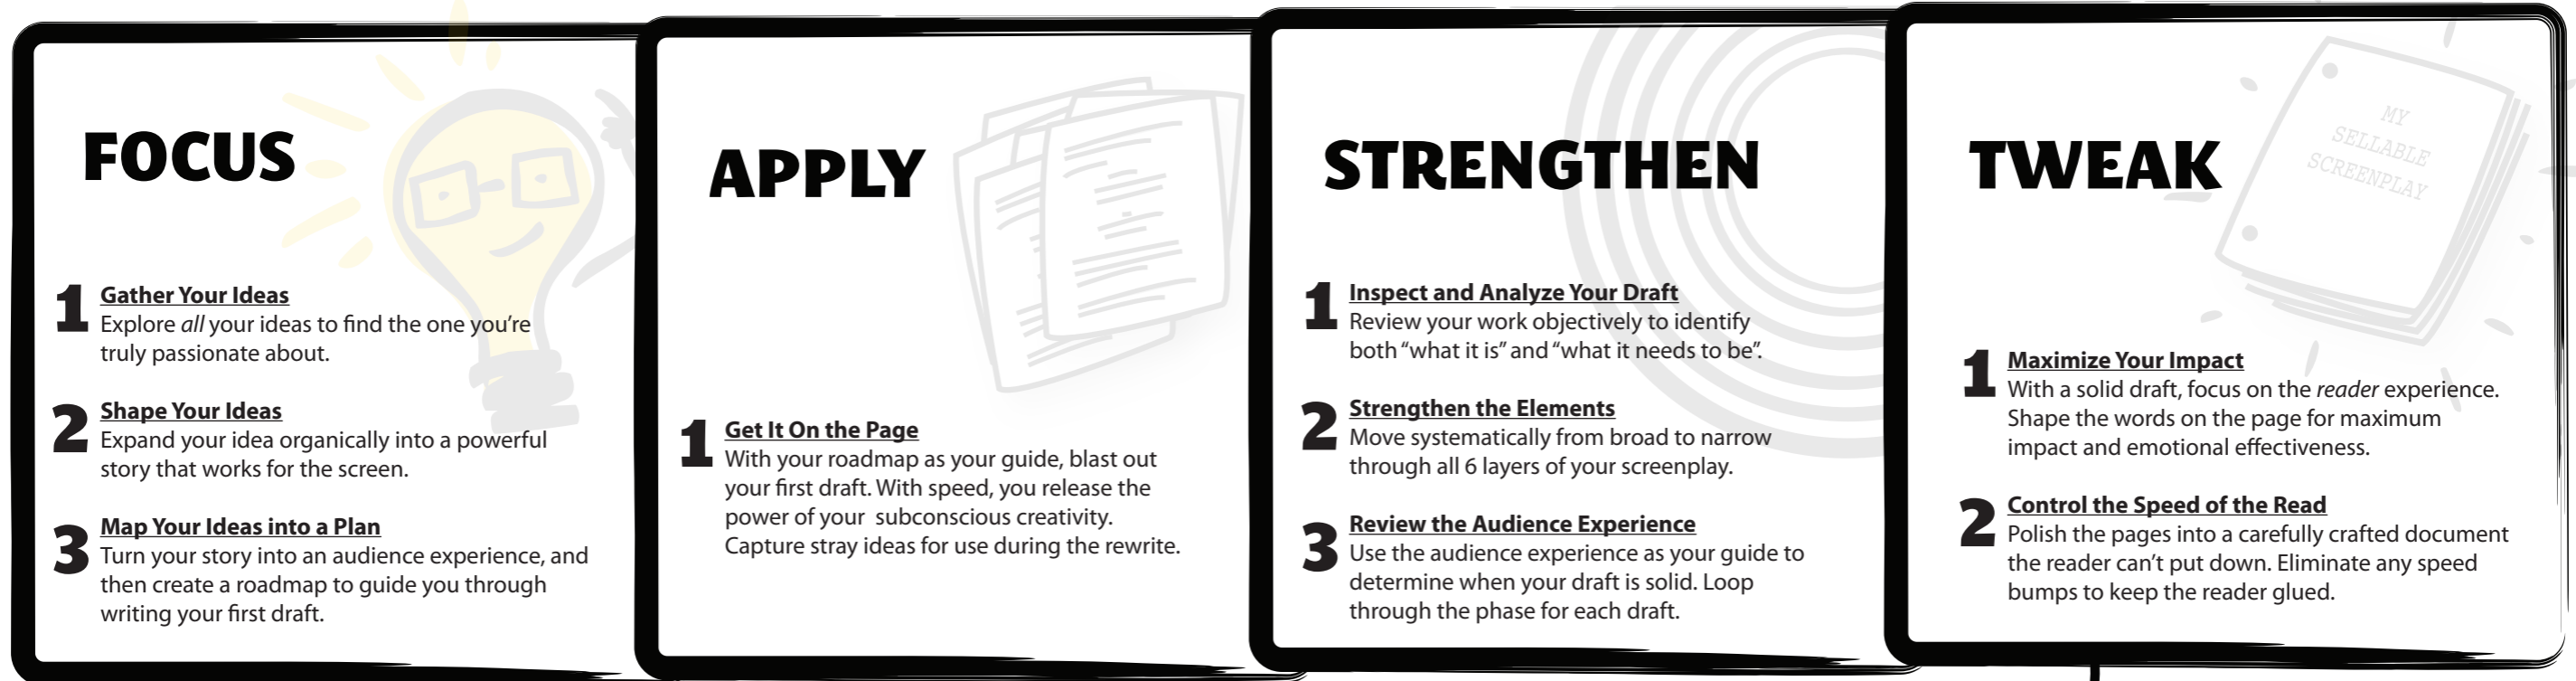 FOCUS
1 Gather Your Ideas
Explore all your ideas to find the one you’re
truly passionate about.
2 Shape Your Ideas
Expand your idea organically into a powerful
story that works for the screen.
3 Map Your Ideas into a Plan
Turn your story into an audience experience, and
then create a roadmap to guide you through
writing your first draft.
APPLY
1 Get It On the Page
With your roadmap as your guide, blast out
your first draft. With speed, you release the
power of your  subconscious creativity.
Capture stray ideas for use during the rewrite.
STRENGTHEN
1 Inspect and Analyze Your Draft
Review your work objectively to identify
both “what it is” and “what it needs to be”.
2 Strengthen the Elements
Move systematically from broad to narrow
through all 6 layers of your screenplay.
3 Review the Audience Experience
Use the audience experience as your guide to
determine when your draft is solid. Loop
through the phase for each draft.
TWEAK
MY
SELLABLE
SCREENPLAY
1 Maximize Your Impact
With a solid draft, focus on the reader experience.
Shape the words on the page for maximum
impact and emotional effectiveness.
2 Control the Speed of the Read
Polish the pages into a carefully crafted document
the reader can’t put down. Eliminate any speed
bumps to keep the reader glued.